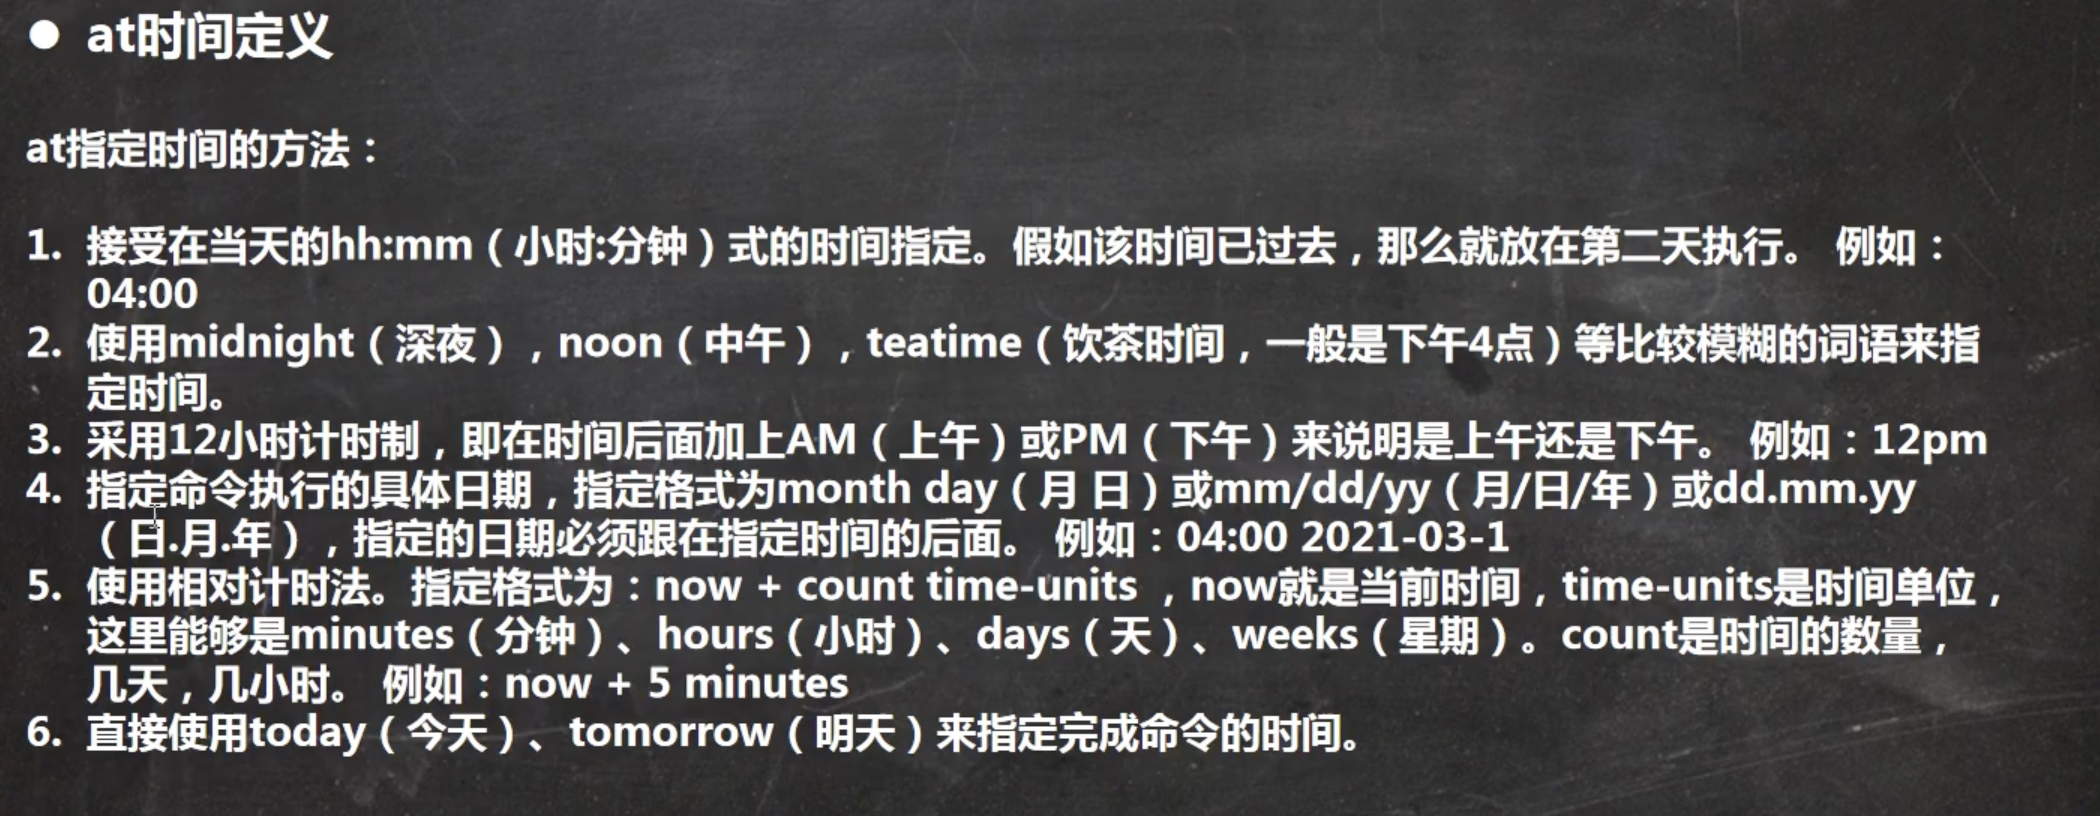 ● at时间定义
at指定时间的方法：
1. 接受在当天的hh:mm（小时:分钟）式的时间指定。假如该时间已过去，那么就放在第二天执行。 例如：
04:00
2. 使用midnight（深夜），noon（中午），teatime（饮茶时间，一般是下午4点）等比较模糊的词语来指
定时间。
3. 采用12小时计时制，即在时间后面加上AM（上午）或PM（下午）来说明是上午还是下午。 例如：12pm
4. 指定命令执行的具体日期，指定格式为month day（月 日）或mm/dd/yy（月/日/年）或dd.mm.yy
（日.月.年），指定的日期必须跟在指定时间的后面。 例如：04:00 2021-03-1
5. 使用相对计时法。指定格式为：now + count time-units ，now就是当前时间，time-units是时间单位，
这里能够是minutes（分钟）、hours（小时）、days（天）、weeks（星期）。count是时间的数量，
几天，几小时。 例如：now + 5 minutes
6. 直接使用today（今天）、tomorrow（明天）来指定完成命令的时间。